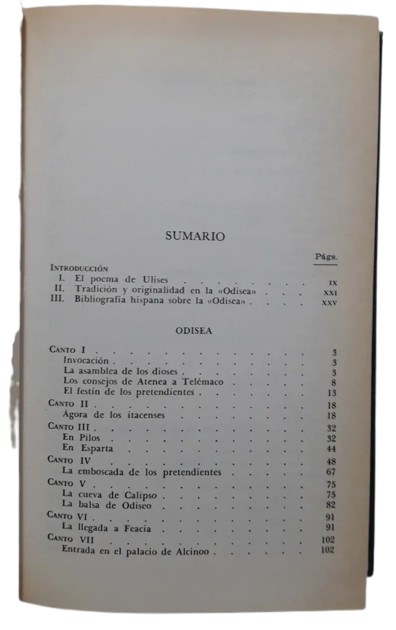 SUMARIO
Págs.
INTRODUCCIÓN
I. El poema de Ulises . . . . . . . . IX
II. Tradición y originalidad en la «Odisea» . . . XXI
III. Bibliografía hispana sobre la «Odisea» . . . . XXV
ODISEA
CANTO I . . . . . . . . . . . . 3
Invocación . . . . . . . . . . . 3
La asamblea de los dioses . . . . . . . 3
Los consejos de Atenea a Telémaco . . . . . 8
El festín de los pretendientes . . . . . . 13
CANTO II . . . . . . . . . . . . 18
Agora de los itacenses . . . . . . . . 18
CANTO III . . . . . . . . . . . . 32
En Pilos . . . . . . . . . . . 32
En Esparta . . . . . . . . . . . 44
CANTO IV . . . . . . . . . . . . 48
La emboscada de los pretendientes . . . . . 67
CANTO V . . . . . . . . . . . . 75
La cueva de Calipso . . . . . . . . . 75
La balsa de Odiseo . . . . . . . . . 82
CANTO VI . . . . . . . . . . . . 91
La llegada a Feacia . . . . . . . . . 91
CANTO VII . . . . . . . . . . . . 102
Entrada en el palacio de Alcinoo . . . . . . 102